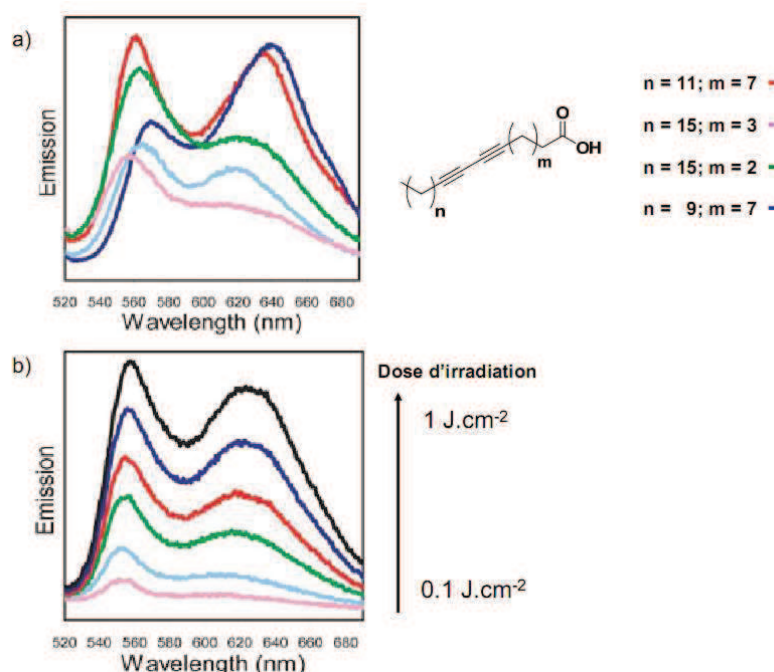 a)
Emission
520 540 560 580 600 620 640 660 680
Wavelength (nm)
O
OH
m
n
n = 11; m = 7
n = 15; m = 3
n = 15; m = 2
n = 9; m = 7
b)
Emission
520 540 560 580 600 620 640 660 680
Wavelength (nm)
Dose d'irradiation
1 J.cm-2
0.1 J.cm-2